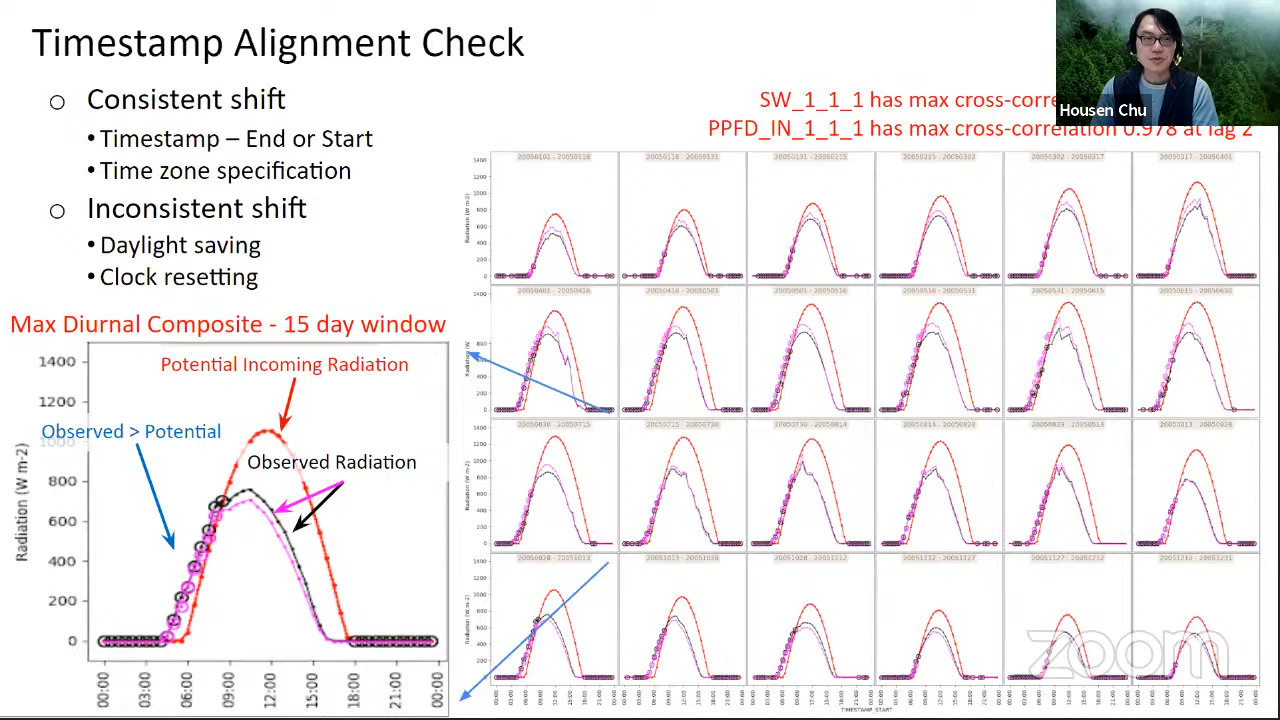 Timestamp Alignment Check
Housen Chu
○ Consistent shift
• Timestamp – End or Start
• Time zone specification
○ Inconsistent shift
• Daylight saving
• Clock resetting
SW_1_1_1 has max cross-corre
PPFD_IN_1_1_1 has max cross-correlation 0.978 at lag 2
Max Diurnal Composite - 15 day window
Potential Incoming Radiation
Observed > Potential
Observed Radiation
Radiation (W m-2)
1400
1200
1000
800
600
400
200
0
00:00 03:00 06:00 09:00 12:00 15:00 18:00 21:00 00:00
20050101 - 20050116
20050116 - 20050131
20050131 - 20050215
20050215 - 20050302
20050302 - 20050317
20050317 - 20050401
20050401 - 20050416
20050416 - 20050501
20050501 - 20050516
20050516 - 20050531
20050531 - 20050615
20050615 - 20050630
20050630 - 20050715
20050715 - 20050730
20050730 - 20050814
20050814 - 20050829
20050829 - 20050913
20050913 - 20050928
20050928 - 20051013
20051013 - 20051028
20051028 - 20051112
20051112 - 20051127
20051127 - 20051212
20051212 - 20051231
TIMESTAMP_START
zoom